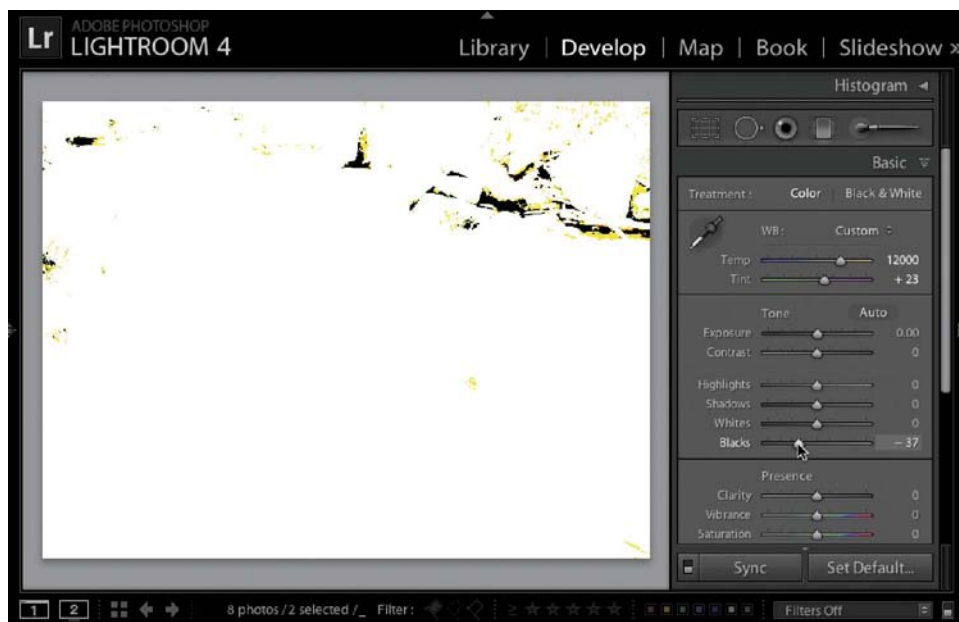 Lr
ADOBE PHOTOSHOP
LIGHTROOM 4
Library | Develop | Map | Book | Slideshow »
Histogram
Basic
Treatment : Color | Black & White
WB : Custom
Temp 12000
Tint + 23
Tone Auto
Exposure 0.00
Contrast 0
Highlights 0
Shadows 0
Whites 0
Blacks – 37
Presence
Clarity 0
Vibrance 0
Saturation 0
Sync Set Default...
1 2 8 photos / 2 selected /_ Filter : ≥ Filters Off